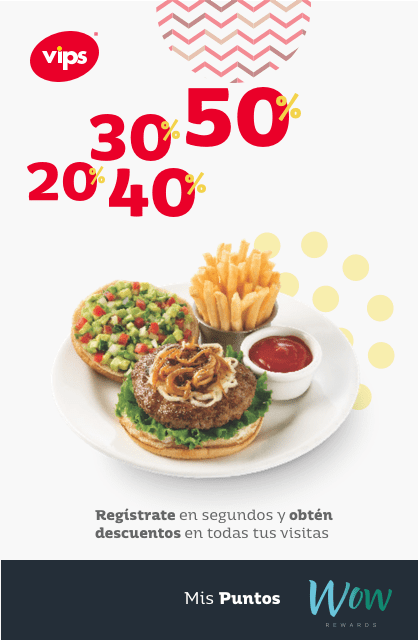 vips
50%
30%
20%
40%
Regístrate en segundos y obtén
descuentos en todas tus visitas
Mis Puntos
Wow
REWARDS